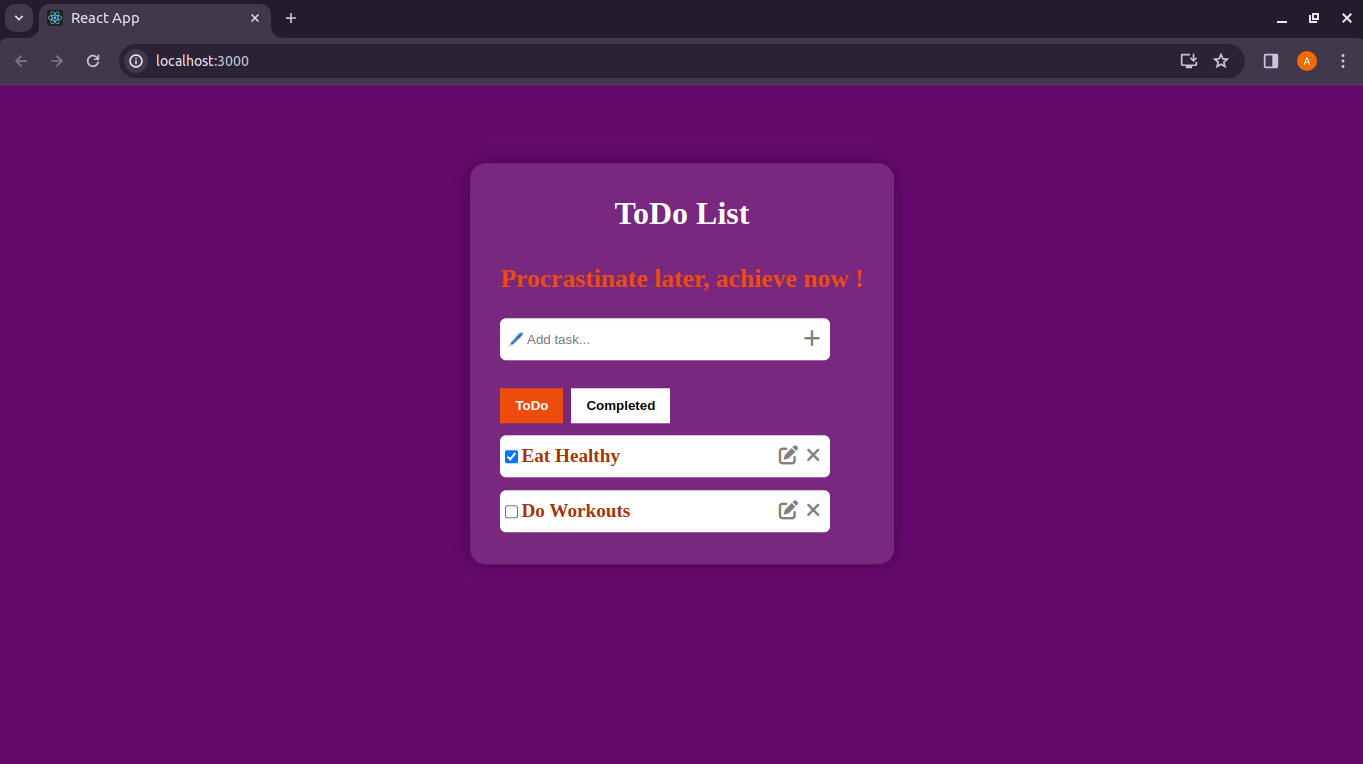 React App
localhost:3000
A
ToDo List
Procrastinate later, achieve now !
Add task...
ToDo Completed
Eat Healthy
Do Workouts